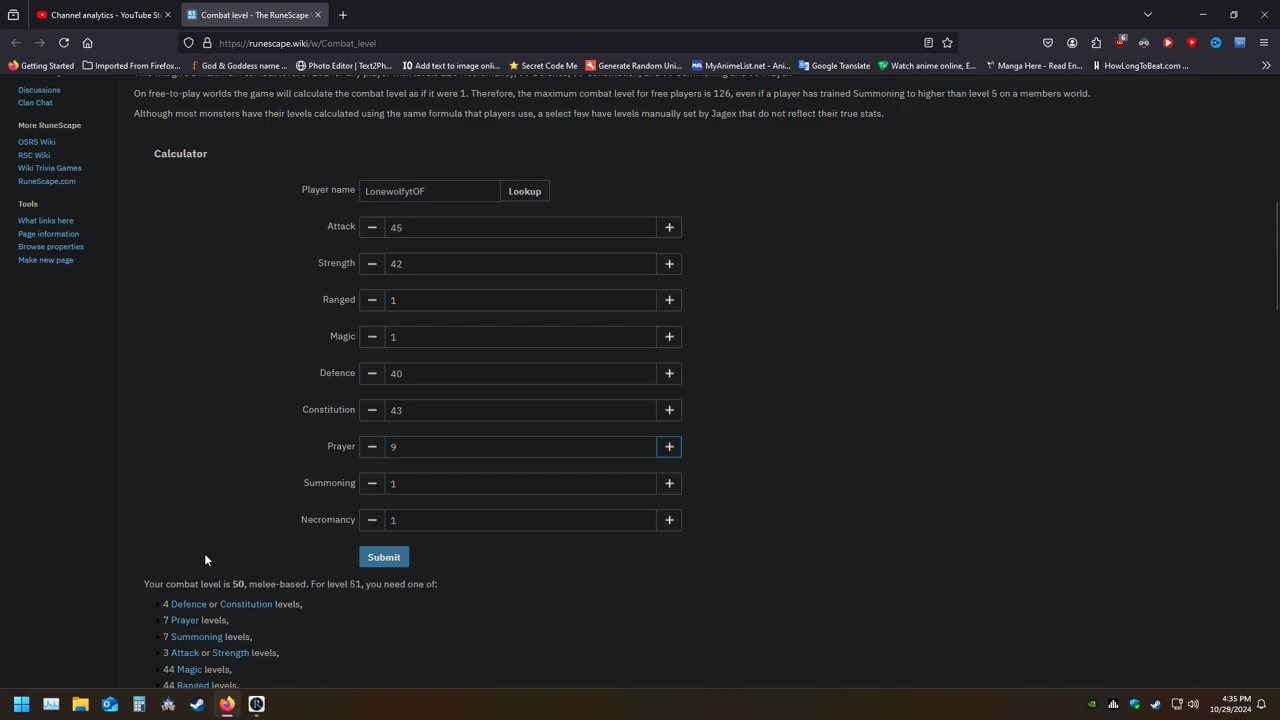 Channel analytics - YouTube St
Combat level - The RuneScape W
https://runescape.wiki/w/Combat_level
6
Getting Started
Imported From Firefox...
God & Goddess name ...
Photo Editor | Text2Ph...
Add text to image onli...
Secret Code Me
Generate Random Uni...
MyAnimeList.net - Ani...
Google Translate
Watch anime online, E...
Manga Here - Read En...
HowLongToBeat.com ...
On free-to-play worlds the game will calculate the combat level as if it were 1. Therefore, the maximum combat level for free players is 126, even if a player has trained Summoning to higher than level 5 on a members world.
Although most monsters have their levels calculated using the same formula that players use, a select few have levels manually set by Jagex that do not reflect their true stats.
Discussions
Clan Chat
More RuneScape
OSRS Wiki
RSC Wiki
Wiki Trivia Games
RuneScape.com
Tools
What links here
Page information
Browse properties
Make new page
Calculator
Player name LonewolfytOF Lookup
Attack 45
Strength 42
Ranged 1
Magic 1
Defence 40
Constitution 43
Prayer 9
Summoning 1
Necromancy 1
Submit
Your combat level is 50, melee-based. For level 51, you need one of:
4 Defence or Constitution levels,
7 Prayer levels,
7 Summoning levels,
3 Attack or Strength levels,
44 Magic levels,
44 Ranged levels,
4:35 PM
10/29/2024